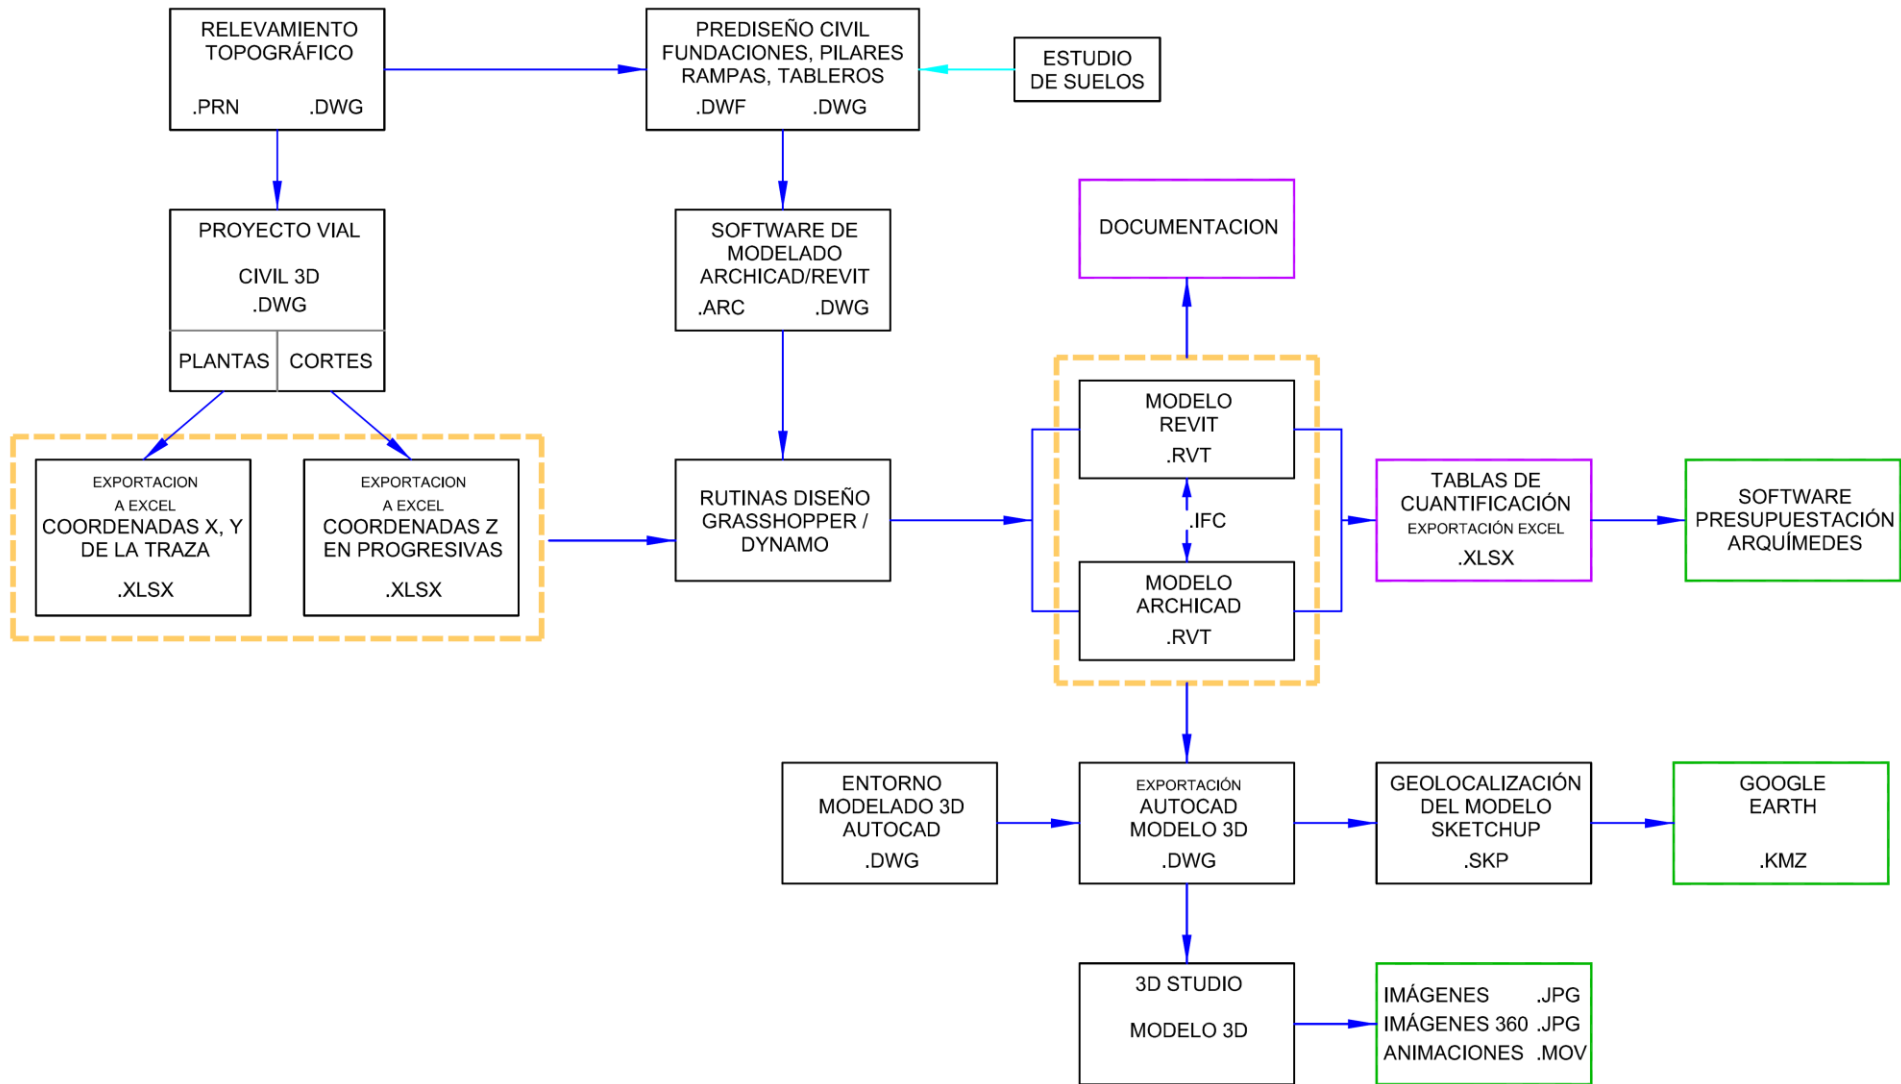 RELEVAMIENTO
TOPOGRÁFICO
.PRN .DWG
PREDISEÑO CIVIL
FUNDACIONES, PILARES
RAMPAS, TABLEROS
.DWF .DWG
ESTUDIO
DE SUELOS
PROYECTO VIAL
CIVIL 3D
.DWG
PLANTAS CORTES
SOFTWARE DE
MODELADO
ARCHICAD/REVIT
.ARC .DWG
DOCUMENTACION
EXPORTACION
A EXCEL
COORDENADAS X, Y
DE LA TRAZA
.XLSX
EXPORTACION
A EXCEL
COORDENADAS Z
EN PROGRESIVAS
.XLSX
RUTINAS DISEÑO
GRASSHOPPER /
DYNAMO
MODELO
REVIT
.RVT
.IFC
MODELO
ARCHICAD
.RVT
TABLAS DE
CUANTIFICACIÓN
EXPORTACIÓN EXCEL
.XLSX
SOFTWARE
PRESUPUESTACIÓN
ARQUÍMEDES
ENTORNO
MODELADO 3D
AUTOCAD
.DWG
EXPORTACIÓN
AUTOCAD
MODELO 3D
.DWG
GEOLOCALIZACIÓN
DEL MODELO
SKETCHUP
.SKP
GOOGLE
EARTH
.KMZ
3D STUDIO
MODELO 3D
IMÁGENES .JPG
IMÁGENES 360 .JPG
ANIMACIONES .MOV